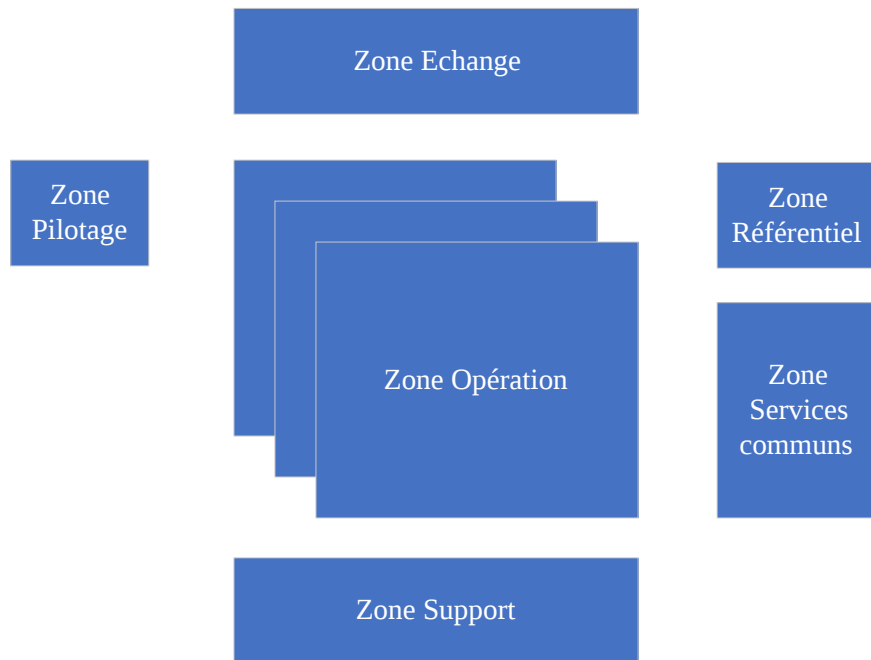 Zone Echange
Zone
Pilotage
Zone
Référentiel
Zone Opération
Zone
Services
communs
Zone Support